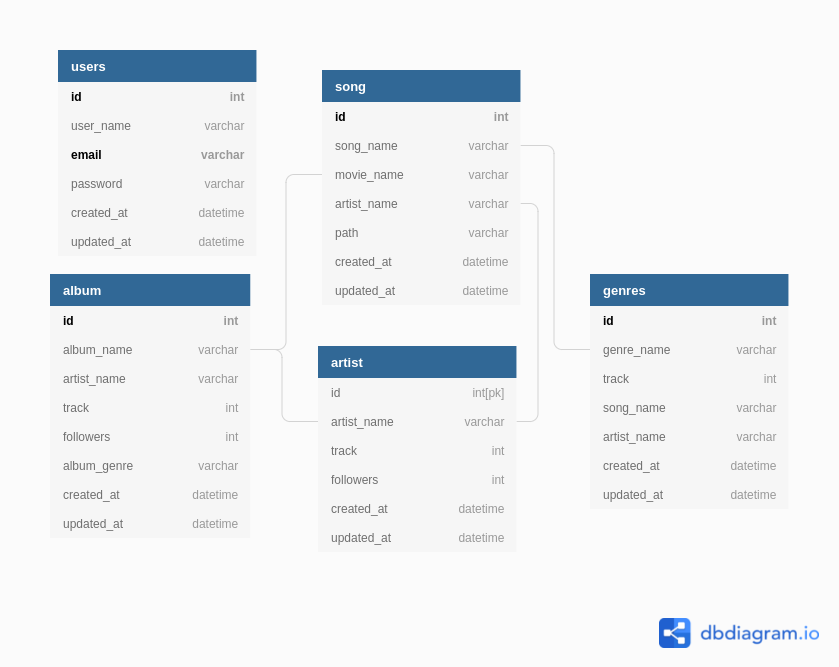 users
id int
user_name varchar
email varchar
password varchar
created_at datetime
updated_at datetime
song
id int
song_name varchar
movie_name varchar
artist_name varchar
path varchar
created_at datetime
updated_at datetime
album
id int
album_name varchar
artist_name varchar
track int
followers int
album_genre varchar
created_at datetime
updated_at datetime
artist
id int[pk]
artist_name varchar
track int
followers int
created_at datetime
updated_at datetime
genres
id int
genre_name varchar
track int
song_name varchar
artist_name varchar
created_at datetime
updated_at datetime
dbdiagram.io